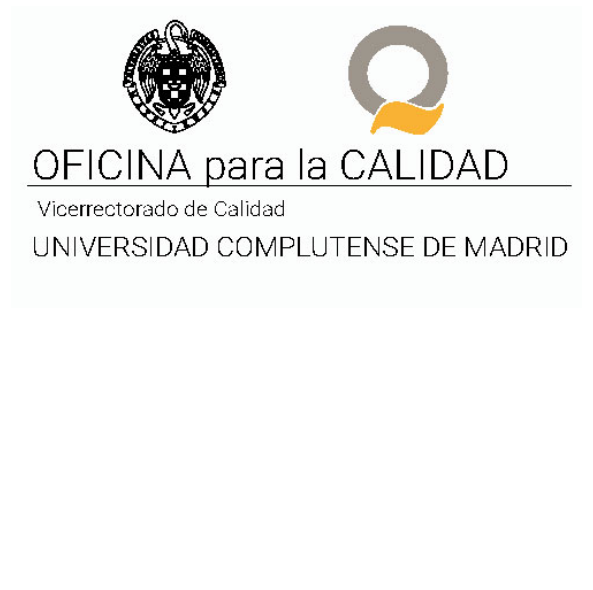 OFICINA para la CALIDAD
Vicerrectorado de Calidad
UNIVERSIDAD COMPLUTENSE DE MADRID